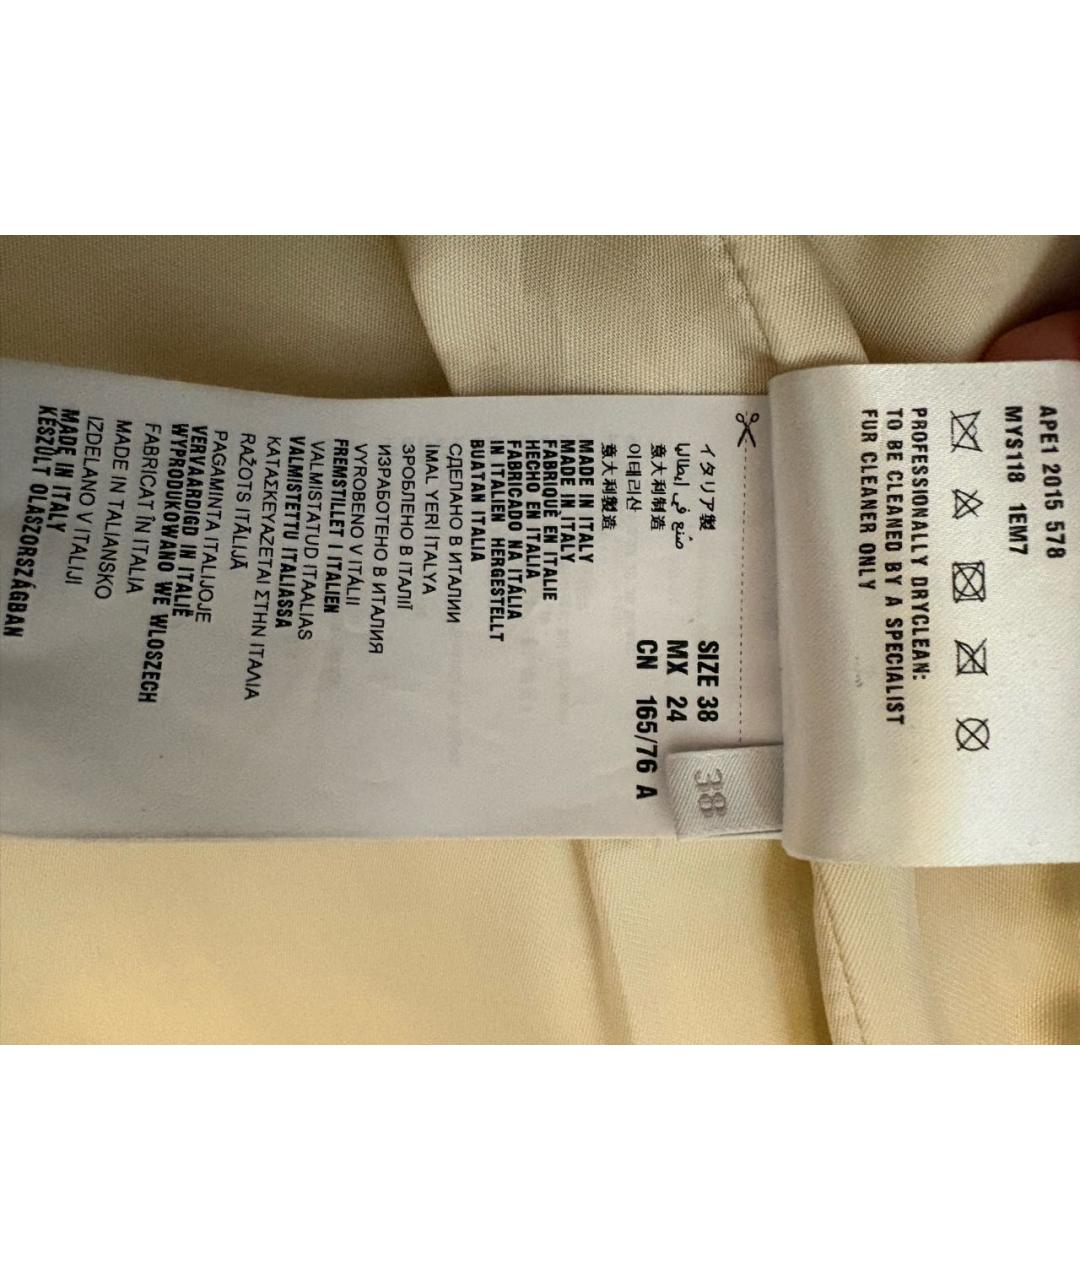 APE1 2015 578
MYS118 1EM7
PROFESSIONALLY DRYCLEAN:
TO BE CLEANED BY A SPECIALIST
FUR CLEANER ONLY
SIZE 38
MX 24
CN 165/76 A
38
イタリア製
صنع في إيطاليا
意大利制造
이태리산
意大利製造
MADE IN ITALY
MADE IN ITALY
FABRIQUÉ EN ITALIE
HECHO EN ITALIA
FABRICADO NA ITÁLIA
IN ITALIEN HERGESTELLT
BUATAN ITALIA
СДЕЛАНО В ИТАЛИИ
İMAL YERİ İTALYA
ЗРОБЛЕНО В ІТАЛІЇ
ИЗРАБОТЕНО В ИТАЛИЯ
VYROBENO V ITÁLII
FREMSTILLET I ITALIEN
VALMISTATUD ITAALIAS
VALMISTETTU ITALIASSA
ΚΑΤΑΣΚΕΥΑΖΕΤΑΙ ΣΤΗΝ ΙΤΑΛΙΑ
RAŽOTS ITĀLIJĀ
PAGAMINTA ITALIJOJE
VERVAARDIGD IN ITALIË
WYPRODUKOWANO WE WLOSZECH
FABRICAT ÎN ITALIA
MADE IN TALIANSKO
IZDELANO V ITALIJI
MADE IN ITALY
KÉSZÜLT OLASZORSZÁGBAN